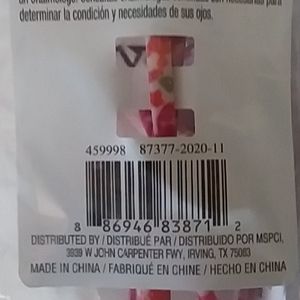 determinar la condición y necesidades de sus ojos.
459998 87377-2020-11
8 86946 83871 2
DISTRIBUTED BY / DISTRIBUÉ PAR / DISTRIBUIDO POR MSPCI,
3939 W JOHN CARPENTER FWY, IRVING, TX 75063
MADE IN CHINA / FABRIQUÉ EN CHINE / HECHO EN CHINA